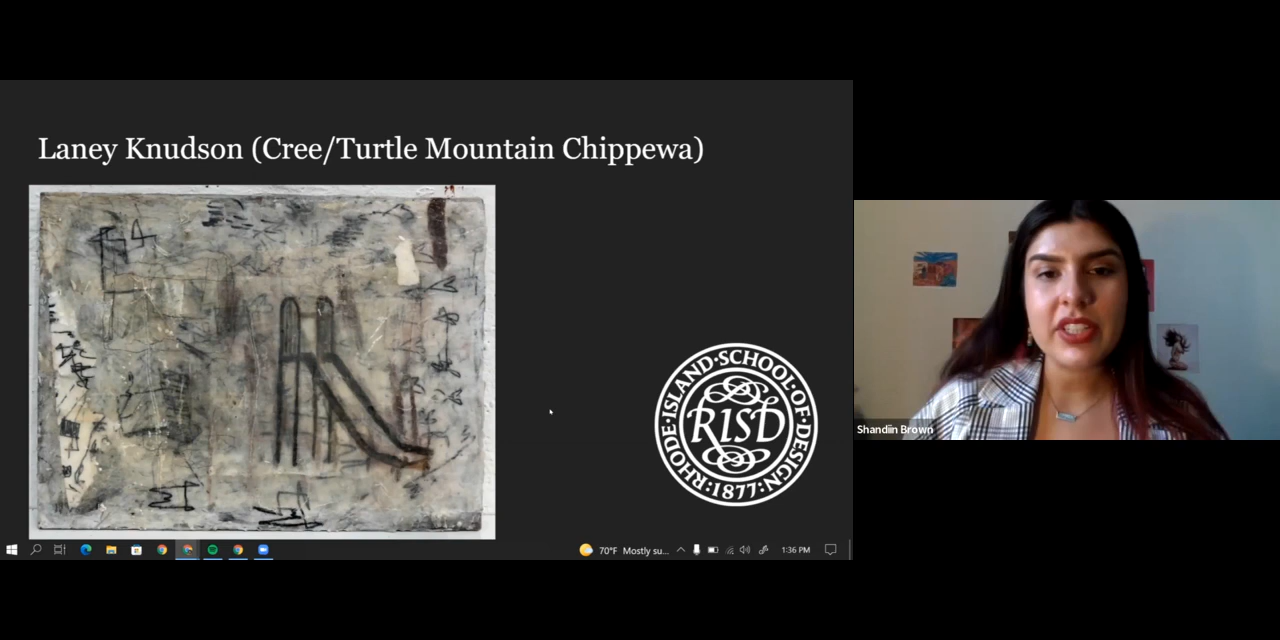 Laney Knudson (Cree/Turtle Mountain Chippewa)
RHODE·ISLAND·SCHOOL·OF·DESIGN·
RISD
·1877·
Shandiin Brown
70°F Mostly su... 1:36 PM